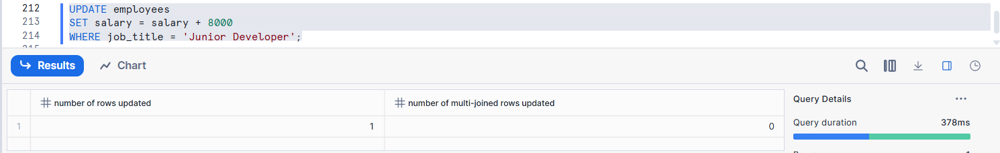 212 UPDATE employees
213 SET salary = salary + 8000
214 WHERE job_title = 'Junior Developer';
Results Chart
number of rows updated number of multi-joined rows updated
1 1 0
Query Details
Query duration 378ms